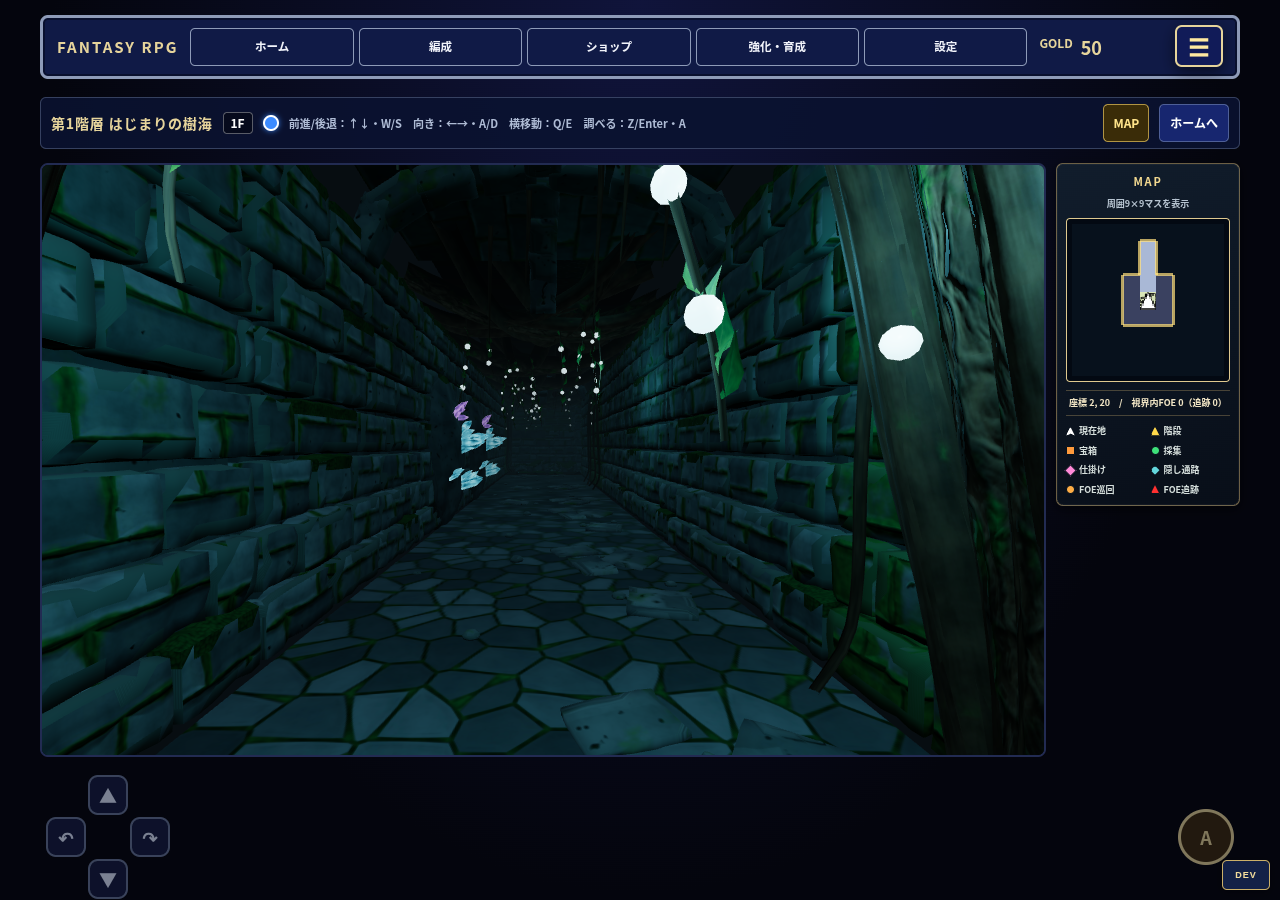 FANTASY RPG ホーム 編成 ショップ 強化・育成 設定 GOLD 50
第1階層 はじまりの樹海 1F 前進/後退：↑↓・W/S 向き：←→・A/D 横移動：Q/E 調べる：Z/Enter・A MAP ホームへ
MAP
周囲9×9マスを表示
座標 2, 20 / 視界内FOE 0（追跡 0）
現在地 階段
宝箱 採集
仕掛け 隠し通路
FOE巡回 FOE追跡
A
DEV